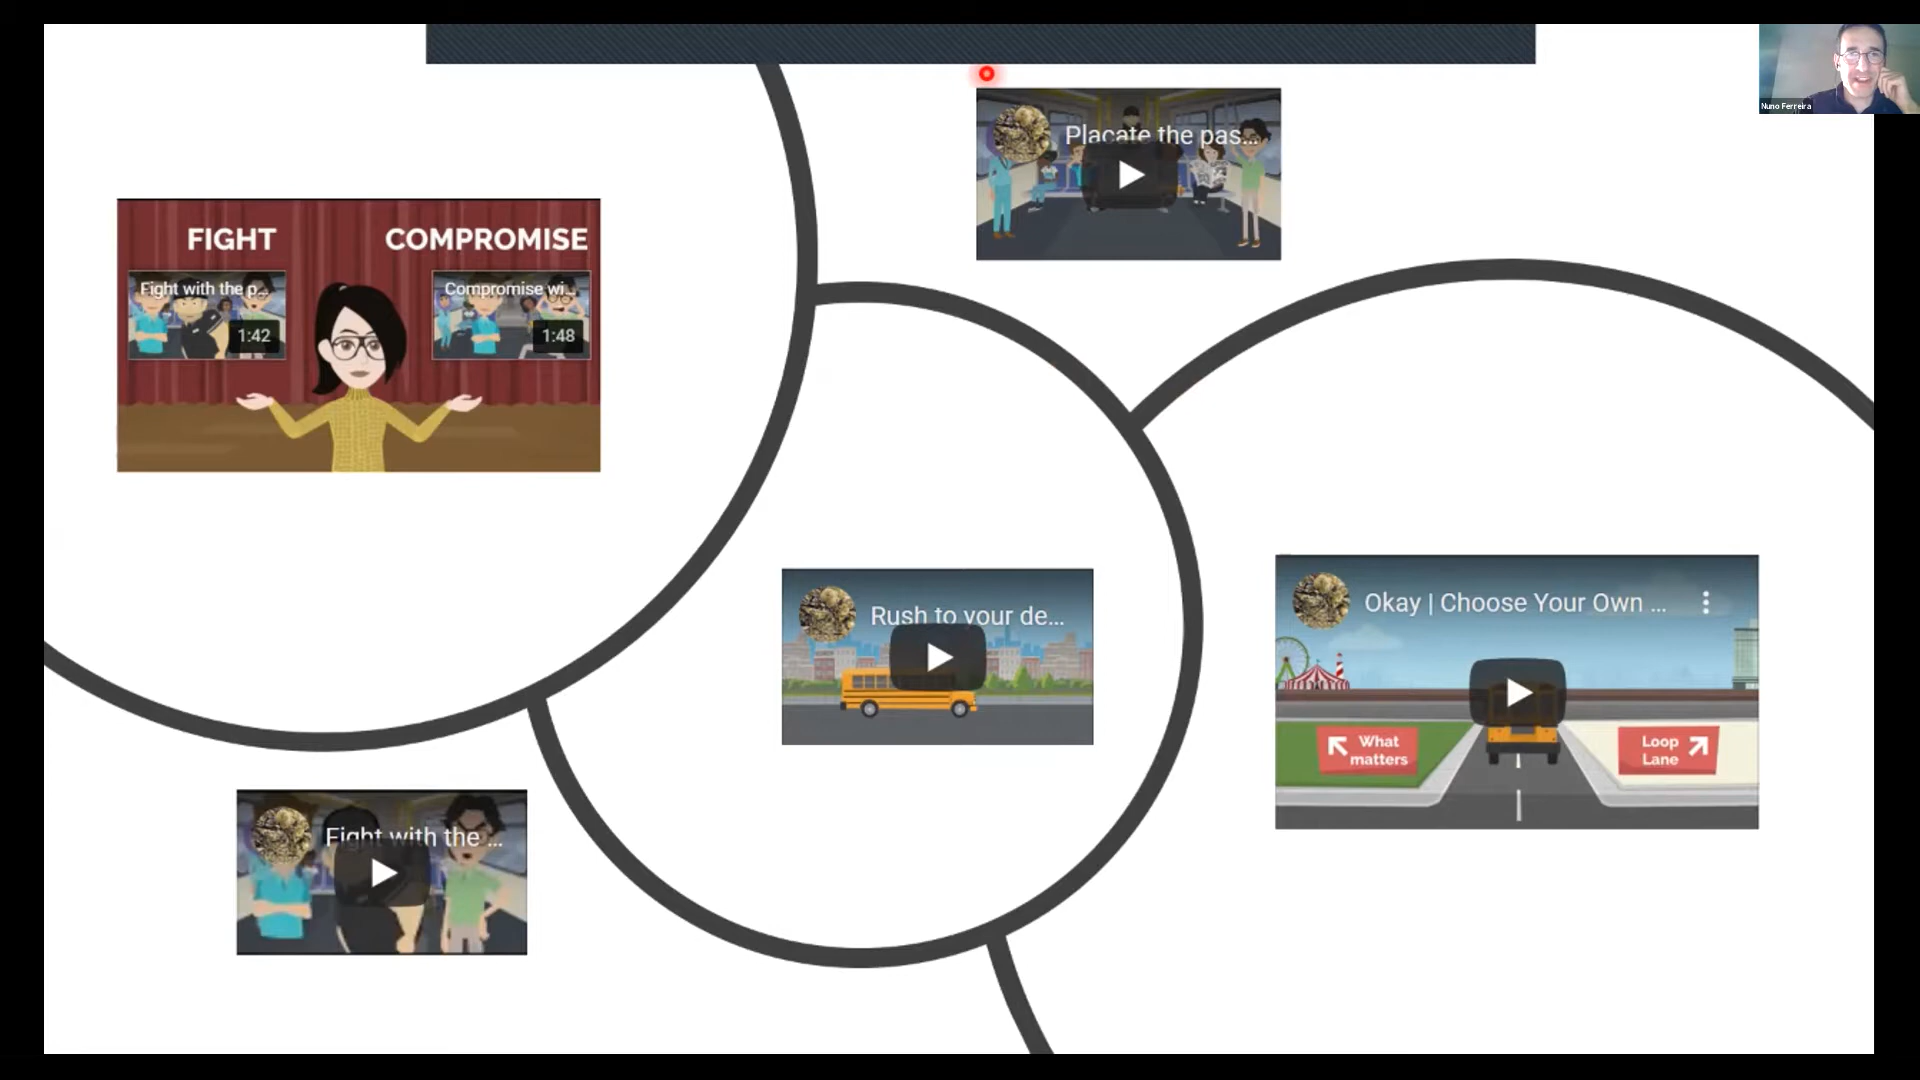 Nuno Ferreira
Placate the pas...
FIGHT
COMPROMISE
Fight with the p...
1:42
Compromise wi...
1:48
Rush to your de...
Okay | Choose Your Own ...
What
matters
Loop
Lane
Fight with the ...